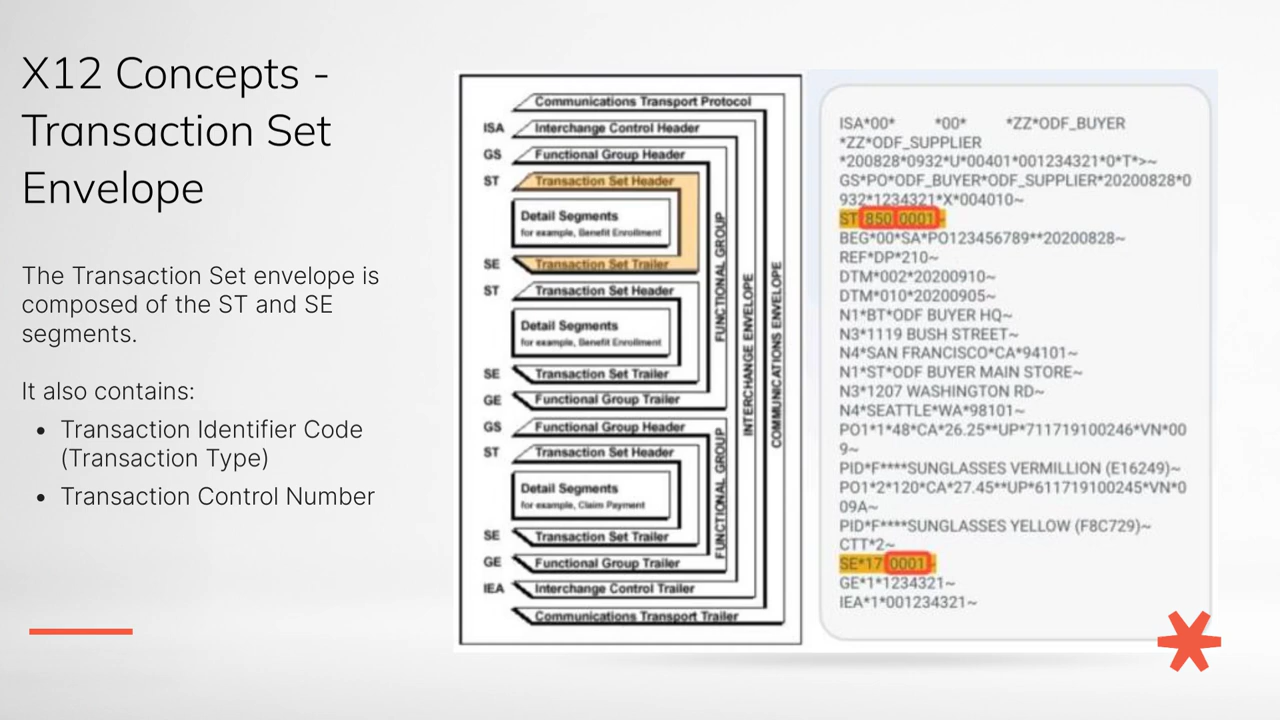 X12 Concepts -
Transaction Set
Envelope
The Transaction Set envelope is
composed of the ST and SE
segments.
It also contains:
• Transaction Identifier Code
(Transaction Type)
• Transaction Control Number
Communications Transport Protocol
ISA Interchange Control Header
GS Functional Group Header
ST Transaction Set Header
Detail Segments
for example, Benefit Enrollment
SE Transaction Set Trailer
ST Transaction Set Header
Detail Segments
for example, Benefit Enrollment
SE Transaction Set Trailer
GE Functional Group Trailer
GS Functional Group Header
ST Transaction Set Header
Detail Segments
for example, Claim Payment
SE Transaction Set Trailer
GE Functional Group Trailer
IEA Interchange Control Trailer
Communications Transport Trailer
FUNCTIONAL GROUP
FUNCTIONAL GROUP
INTERCHANGE ENVELOPE
COMMUNICATIONS ENVELOPE
ISA*00* *00* *ZZ*ODF_BUYER
*ZZ*ODF_SUPPLIER
*200828*0932*U*00401*001234321*0*T*>~
GS*PO*ODF_BUYER*ODF_SUPPLIER*20200828*0
932*1234321*X*004010~
ST*850*0001~
BEG*00*SA*PO123456789**20200828~
REF*DP*210~
DTM*002*20200910~
DTM*010*20200905~
N1*BT*ODF BUYER HQ~
N3*1119 BUSH STREET~
N4*SAN FRANCISCO*CA*94101~
N1*ST*ODF BUYER MAIN STORE~
N3*1207 WASHINGTON RD~
N4*SEATTLE*WA*98101~
PO1*1*48*CA*26.25**UP*711719100246*VN*00
9~
PID*F****SUNGLASSES VERMILLION (E16249)~
PO1*2*120*CA*27.45**UP*611719100245*VN*0
09A~
PID*F****SUNGLASSES YELLOW (F8C729)~
CTT*2~
SE*17*0001~
GE*1*1234321~
IEA*1*001234321~